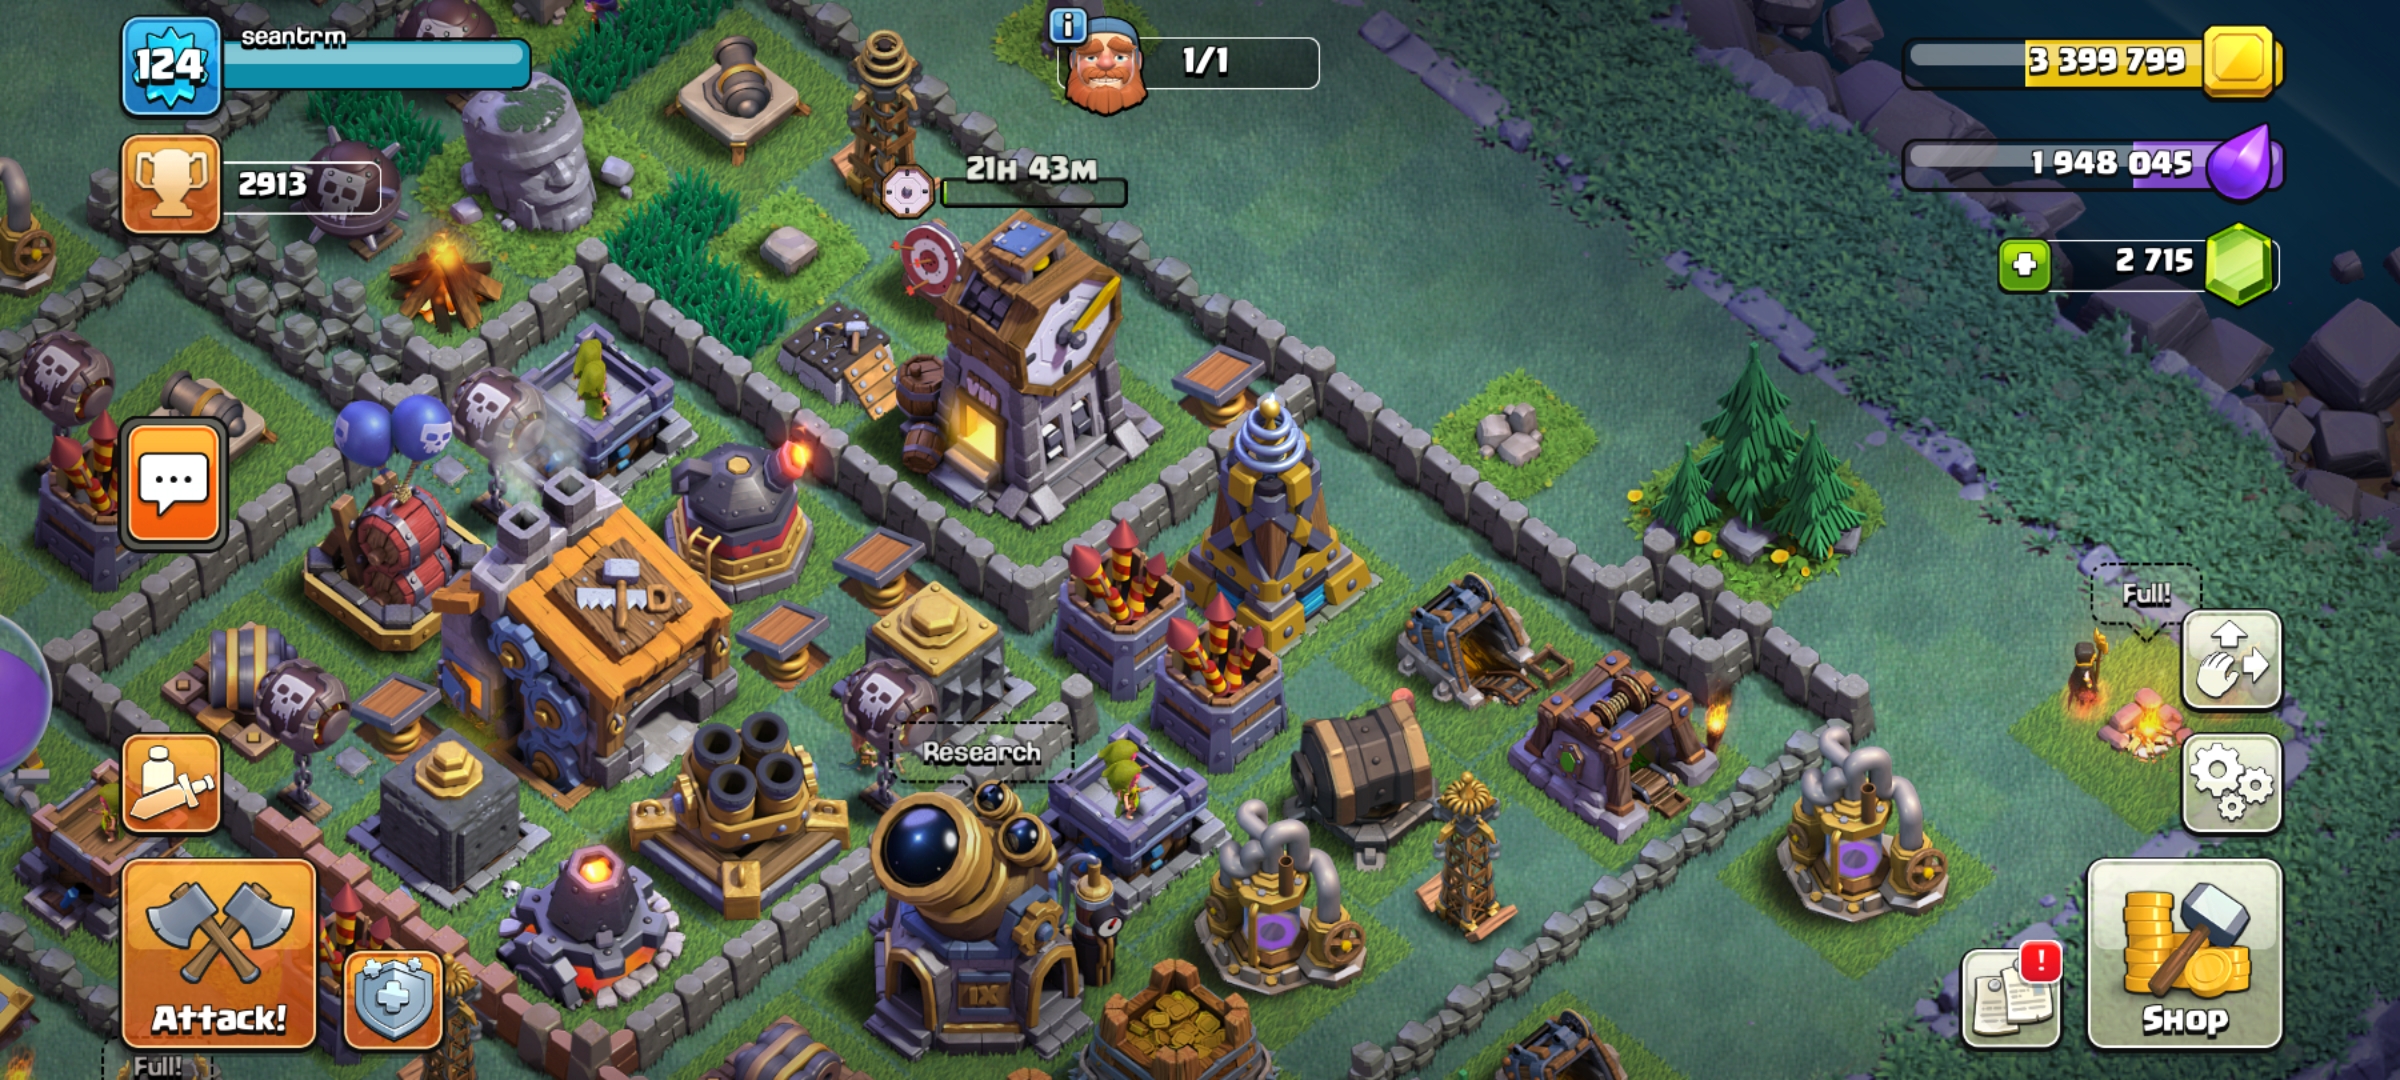 124
seantrm
1/1
3 399 799
2913
21H 43M
1 948 045
2 715
VIII
Full!
Research
IX
Attack!
Shop
Full!